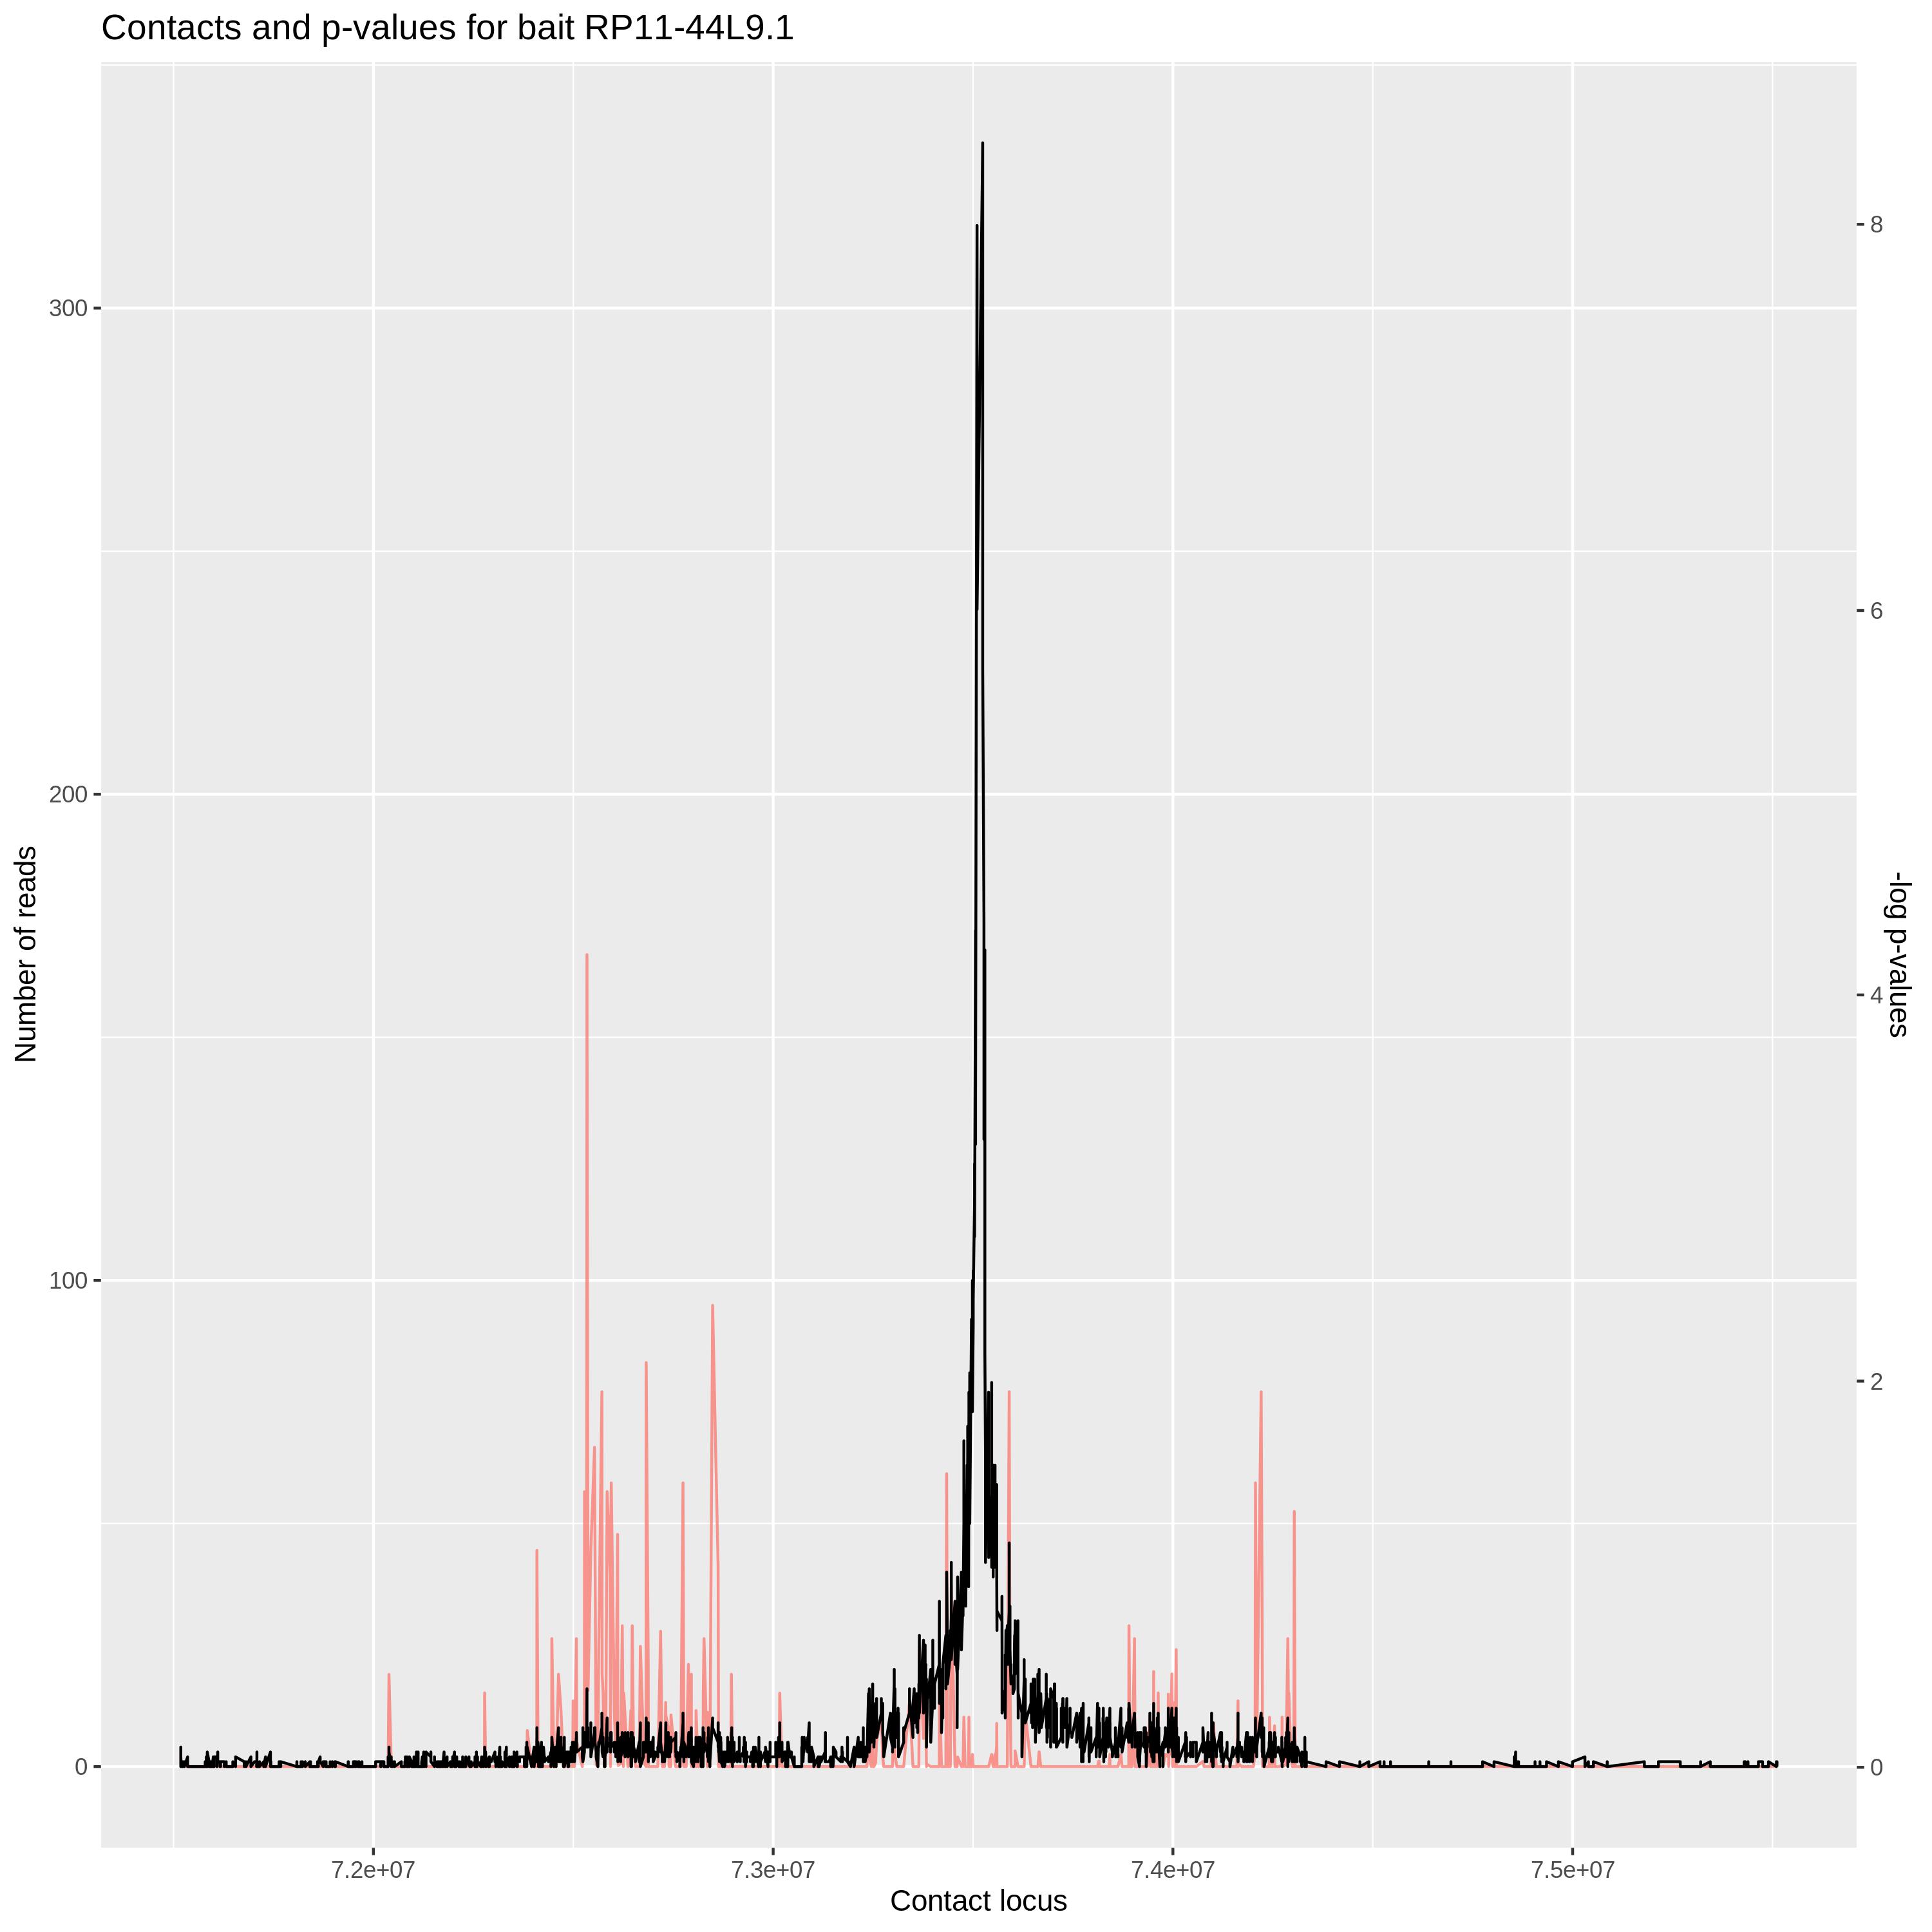 Contacts and p-values for bait RP11-44L9.1
300
200
100
0
Number of reads
8
6
4
2
0
-log p-values
7.2e+07
7.3e+07
7.4e+07
7.5e+07
Contact locus